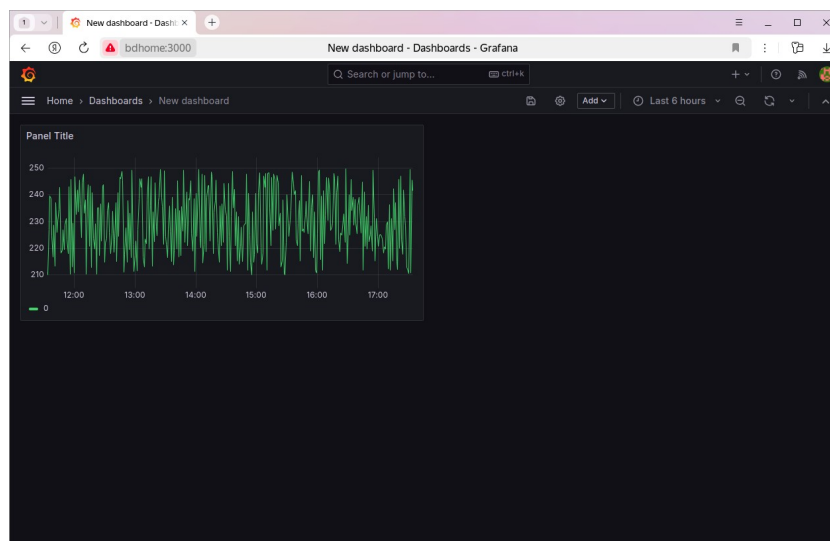 1
New dashboard - Dashb
bdhome:3000
New dashboard - Dashboards - Grafana
Search or jump to...
ctrl+k
Home › Dashboards › New dashboard
Add
Last 6 hours
Panel Title
250
240
230
220
210
12:00 13:00 14:00 15:00 16:00 17:00
0